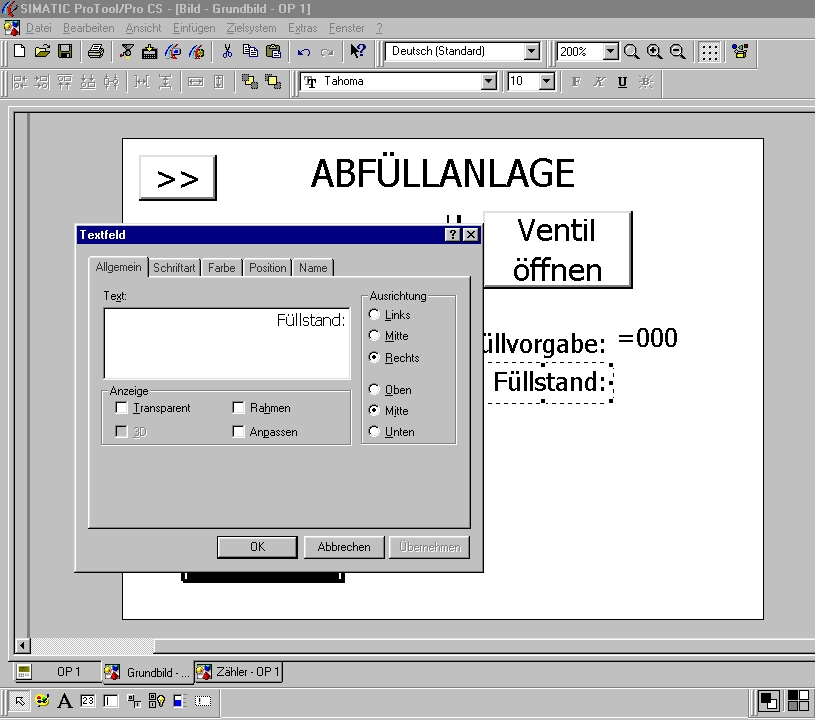 SIMATIC ProTool/Pro CS - [Bild - Grundbild - OP 1]
Datei Bearbeiten Ansicht Einfügen Zielsystem Extras Fenster ?
Deutsch (Standard) 200%
Tahoma 10 F K U
>> ABFÜLLANLAGE
Ventil
öffnen
Textfeld
Allgemein Schriftart Farbe Position Name
Text:
Füllstand:
Ausrichtung
Links
Mitte
Rechts
Oben
Mitte
Unten
Anzeige
Transparent Rahmen
3D Anpassen
OK Abbrechen Übernehmen
üllvorgabe: =000
Füllstand:
OP 1 Grundbild - ... Zähler - OP 1
A 23